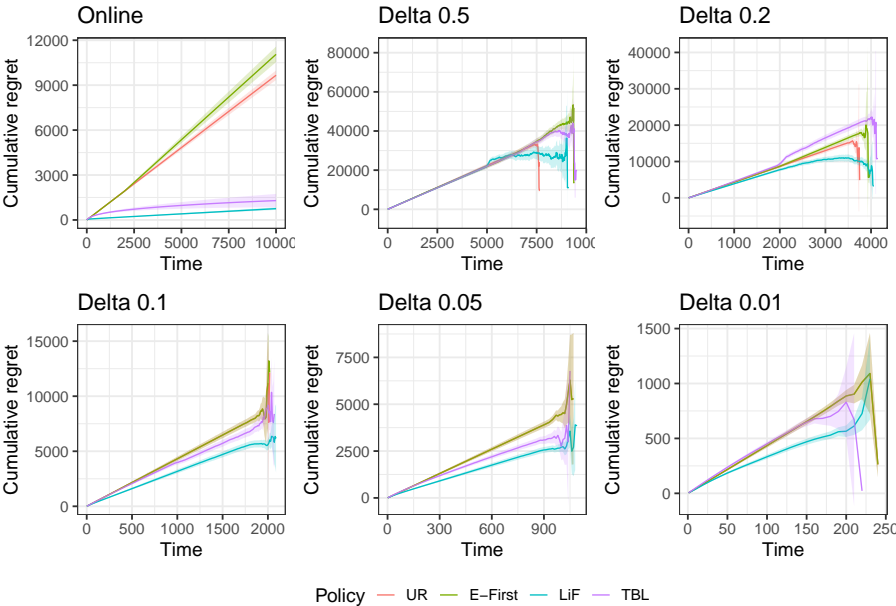 Online
Delta 0.5
Delta 0.2
Cumulative regret
12000
9000
6000
3000
0
0 2500 5000 7500 10000
Time
Cumulative regret
80000
60000
40000
20000
0
0 2500 5000 7500 1000
Time
Cumulative regret
40000
30000
20000
10000
0
0 1000 2000 3000 4000
Time
Delta 0.1
Delta 0.05
Delta 0.01
Cumulative regret
15000
10000
5000
0
0 500 1000 1500 2000
Time
Cumulative regret
7500
5000
2500
0
0 300 600 900
Time
Cumulative regret
1500
1000
500
0
0 50 100 150 200 250
Time
Policy UR E−First LiF TBL